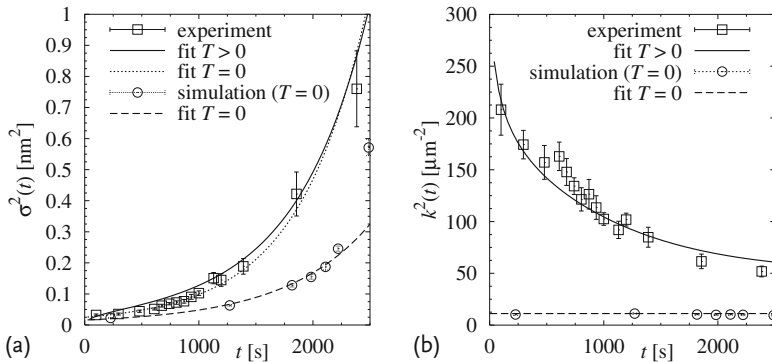 1
0.9
0.8
0.7
0.6
0.5
0.4
0.3
0.2
0.1
0
σ²(t) [nm²]
experiment
fit T > 0
fit T = 0
simulation (T = 0)
fit T = 0
0 1000 2000
t [s]
(a)
300
250
200
150
100
50
0
k²(t) [µm⁻²]
experiment
fit T > 0
simulation (T = 0)
fit T = 0
0 1000 2000
t [s]
(b)